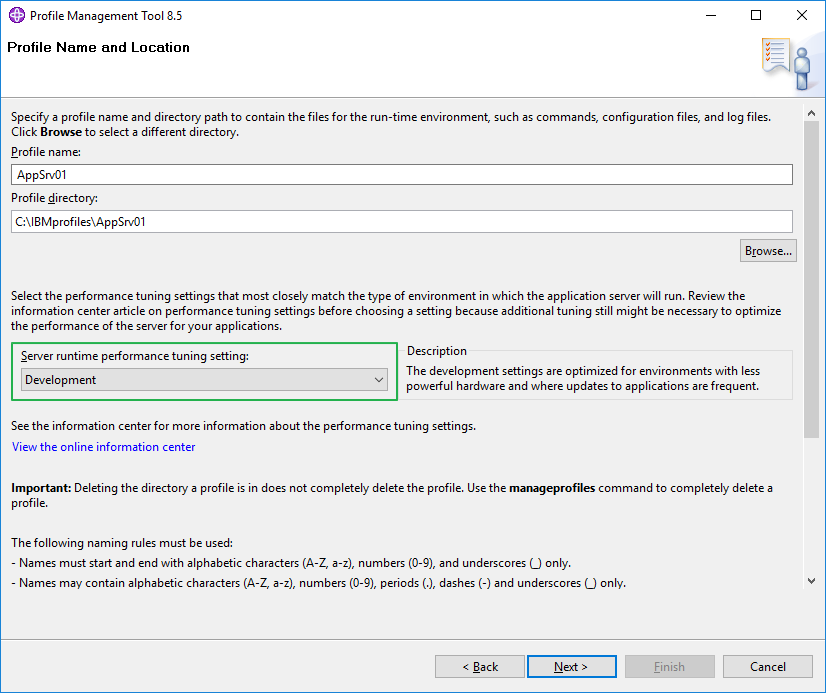 Profile Management Tool 8.5
Profile Name and Location
Specify a profile name and directory path to contain the files for the run-time environment, such as commands, configuration files, and log files.
Click Browse to select a different directory.
Profile name:
AppSrv01
Profile directory:
C:\IBMprofiles\AppSrv01
Browse...
Select the performance tuning settings that most closely match the type of environment in which the application server will run. Review the
information center article on performance tuning settings before choosing a setting because additional tuning still might be necessary to optimize
the performance of the server for your applications.
Server runtime performance tuning setting:
Development
Description
The development settings are optimized for environments with less
powerful hardware and where updates to applications are frequent.
See the information center for more information about the performance tuning settings.
View the online information center
Important: Deleting the directory a profile is in does not completely delete the profile. Use the manageprofiles command to completely delete a
profile.
The following naming rules must be used:
- Names must start and end with alphabetic characters (A-Z, a-z), numbers (0-9), and underscores (_) only.
- Names may contain alphabetic characters (A-Z, a-z), numbers (0-9), periods (.), dashes (-) and underscores (_) only.
< Back
Next >
Finish
Cancel